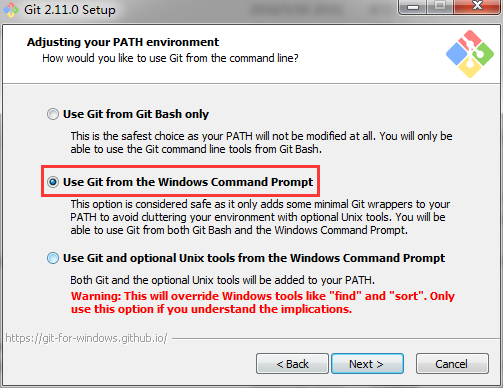 Git 2.11.0 Setup
Adjusting your PATH environment
How would you like to use Git from the command line?
Use Git from Git Bash only
This is the safest choice as your PATH will not be modified at all. You will only be
able to use the Git command line tools from Git Bash.
Use Git from the Windows Command Prompt
This option is considered safe as it only adds some minimal Git wrappers to your
PATH to avoid cluttering your environment with optional Unix tools. You will be
able to use Git from both Git Bash and the Windows Command Prompt.
Use Git and optional Unix tools from the Windows Command Prompt
Both Git and the optional Unix tools will be added to your PATH.
Warning: This will override Windows tools like "find" and "sort". Only
use this option if you understand the implications.
https://git-for-windows.github.io/
< Back Next > Cancel